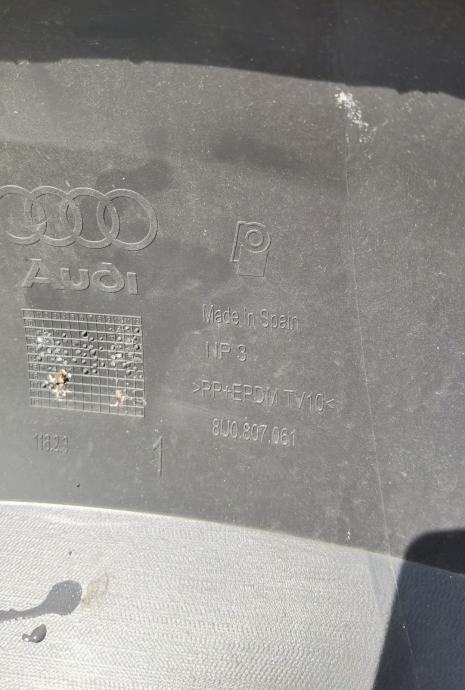 Audi
Made in Spain
NP 3
>PP+EPDM TV10<
8U0.807.061
1